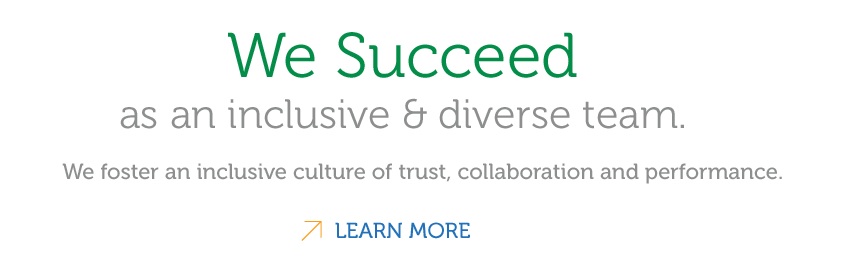 We Succeed
as an inclusive & diverse team.
We foster an inclusive culture of trust, collaboration and performance.
LEARN MORE